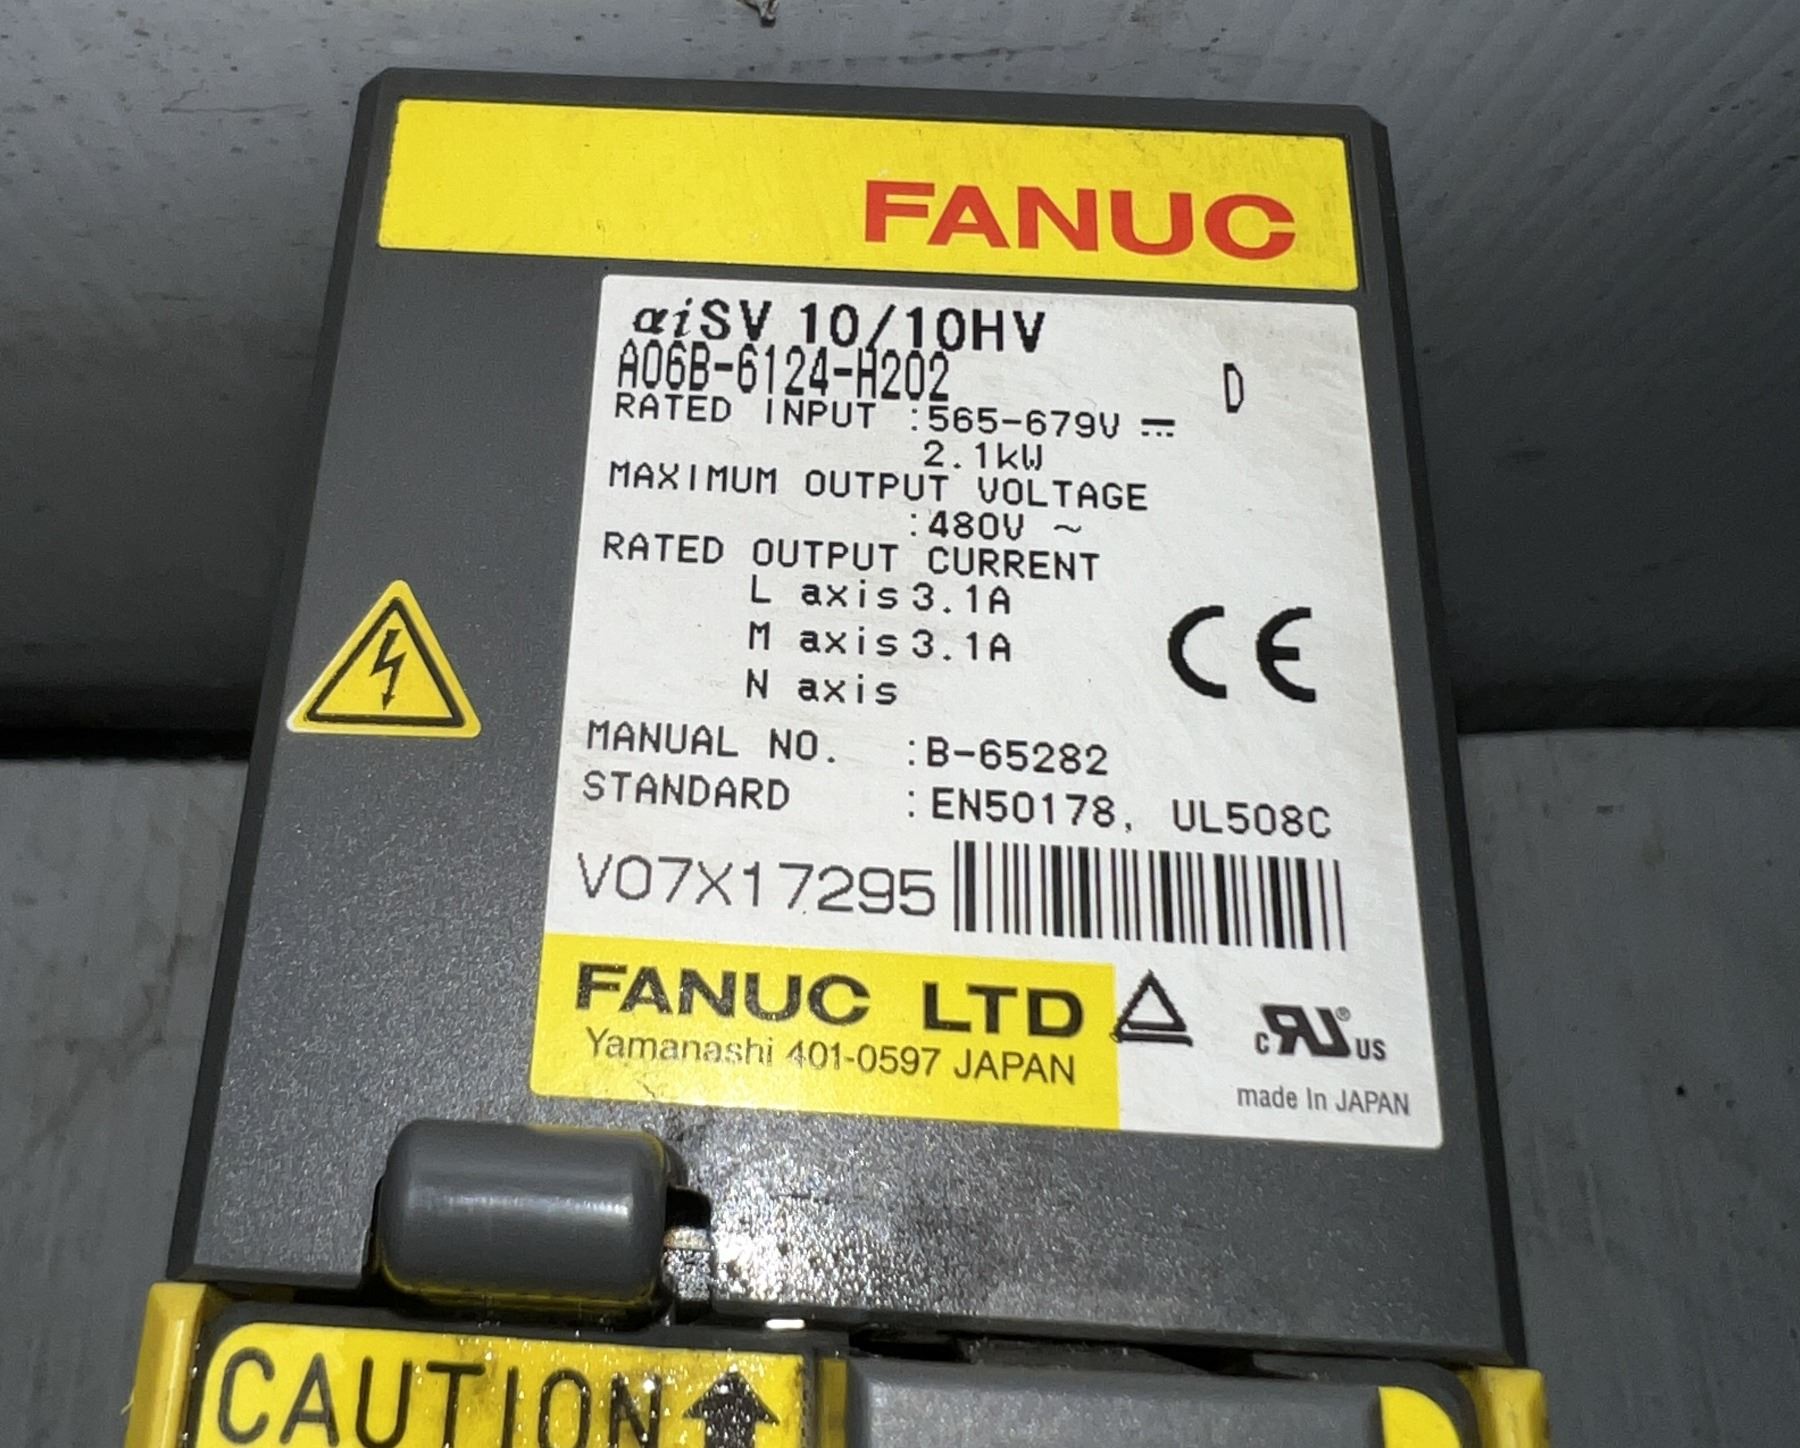 FANUC
αiSV 10/10HV
A06B-6124-H202 D
RATED INPUT :565-679V ⎓
2.1kW
MAXIMUM OUTPUT VOLTAGE
:480V ~
RATED OUTPUT CURRENT
L axis 3.1A
M axis 3.1A
N axis
MANUAL NO. :B-65282
STANDARD :EN50178, UL508C
V07X17295
FANUC LTD
Yamanashi 401-0597 JAPAN
CE
c RU® US
made In JAPAN
CAUTION